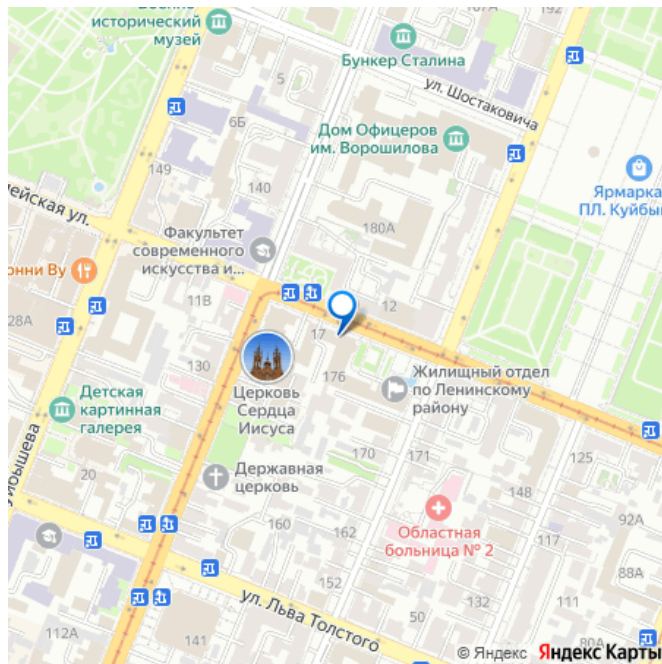 исторический
музей
187А
Бункер Сталина
5
ул. Шостаковича
6Б
Дом Офицеров
им. Ворошилова
149
140
Ярмарка
ПЛ. Куйбы
ейская ул.
180А
Факультет
современного
искусства и...
онни Ву
11В
12
28А
17
130
176
Жилищный отдел
по Ленинскому
району
Церковь
Сердца
Иисуса
Детская
картинная
галерея
170
171
125
Державная
церковь
20
148
160
162
Областная
больница № 2
92А
117
152
88А
ул. Льва Толстого
50
132
111
112А
141
© Яндекс Яндекс Карты